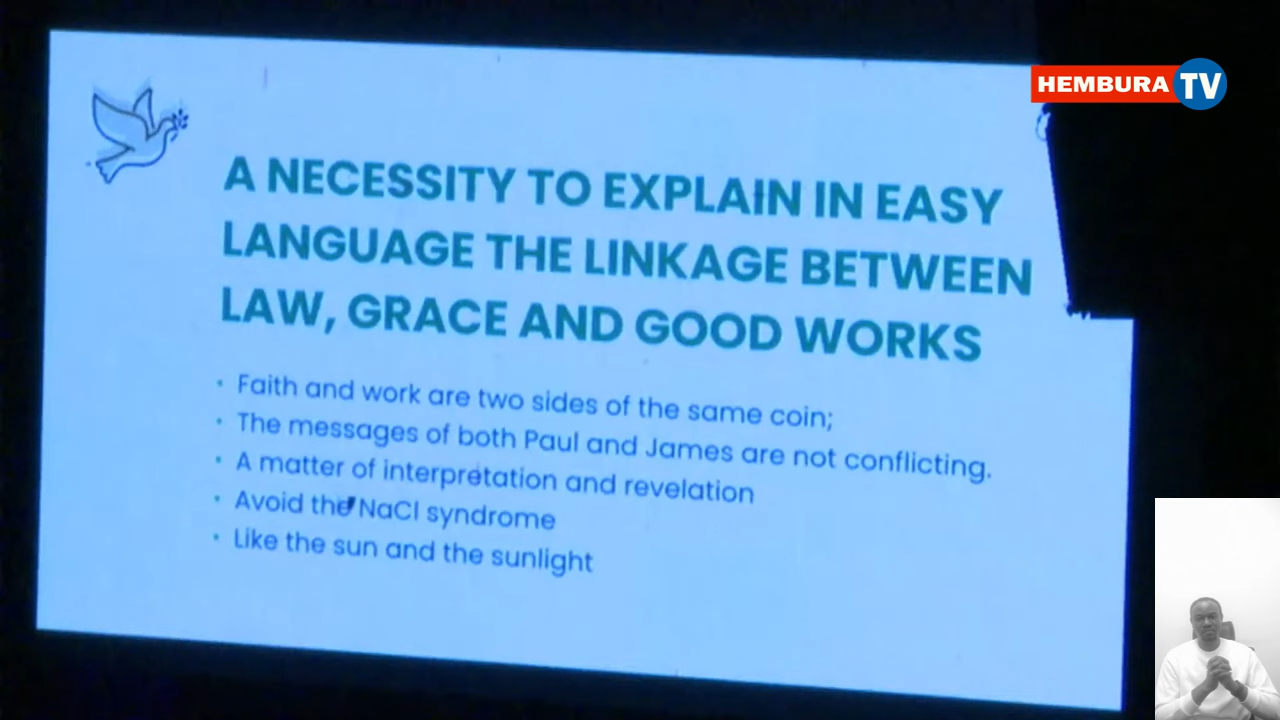 HEMBURA TV
A NECESSITY TO EXPLAIN IN EASY
LANGUAGE THE LINKAGE BETWEEN
LAW, GRACE AND GOOD WORKS
• Faith and work are two sides of the same coin;
• The messages of both Paul and James are not conflicting.
• A matter of interpretation and revelation
• Avoid the NaCl syndrome
• Like the sun and the sunlight